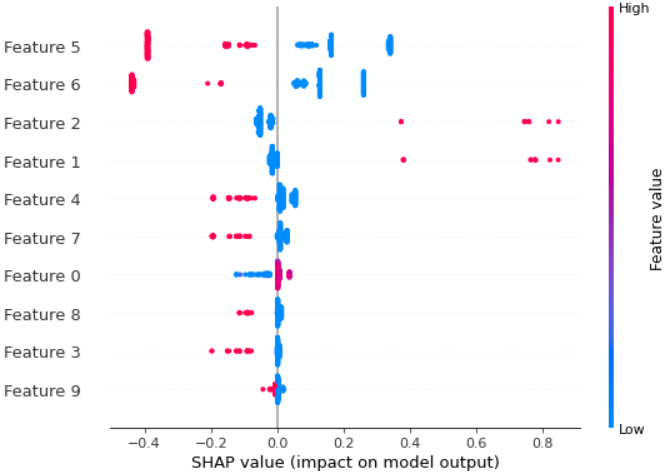 High
Feature 5
Feature 6
Feature 2
Feature 1
Feature 4
Feature 7
Feature 0
Feature 8
Feature 3
Feature 9
Feature value
Low
−0.4 −0.2 0.0 0.2 0.4 0.6 0.8
SHAP value (impact on model output)